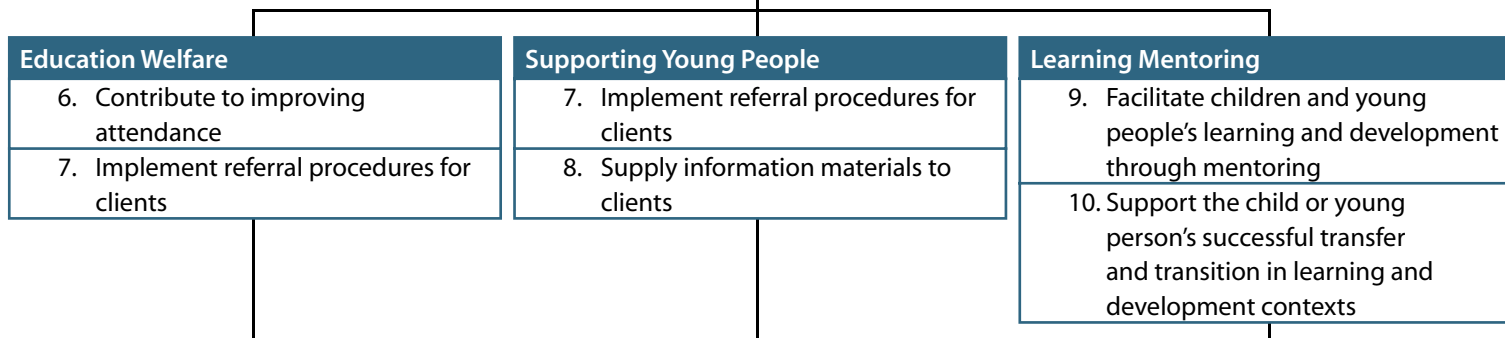 Education Welfare
6. Contribute to improving
attendance
7. Implement referral procedures for
clients
Supporting Young People
7. Implement referral procedures for
clients
8. Supply information materials to
clients
Learning Mentoring
9. Facilitate children and young
people’s learning and development
through mentoring
10. Support the child or young
person’s successful transfer
and transition in learning and
development contexts